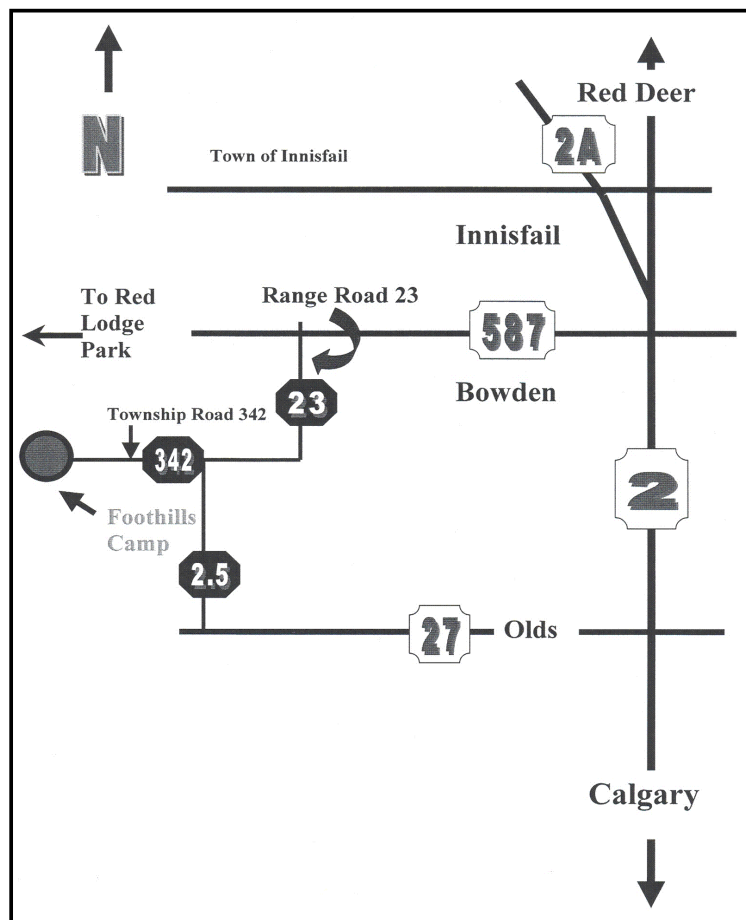 Red Deer
N
2A
Town of Innisfail
Innisfail
To Red
Lodge
Park
Range Road 23
587
Bowden
23
Township Road 342
342
2
Foothills
Camp
2.5
27
Olds
Calgary